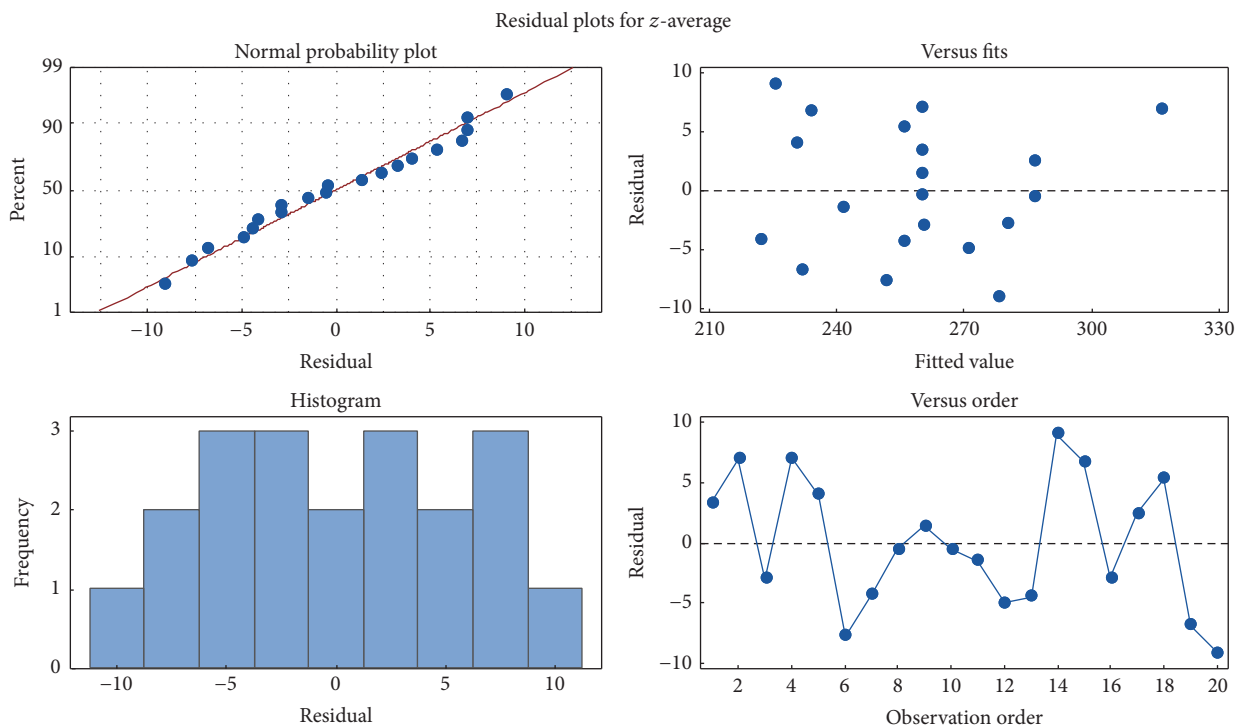 Residual plots for z-average
Normal probability plot
99
90
50
10
1
Percent
−10 −5 0 5 10
Residual
Versus fits
10
5
0
−5
−10
Residual
210 240 270 300 330
Fitted value
Histogram
3
2
1
0
Frequency
−10 −5 0 5 10
Residual
Versus order
10
5
0
−5
−10
Residual
2 4 6 8 10 12 14 16 18 20
Observation order